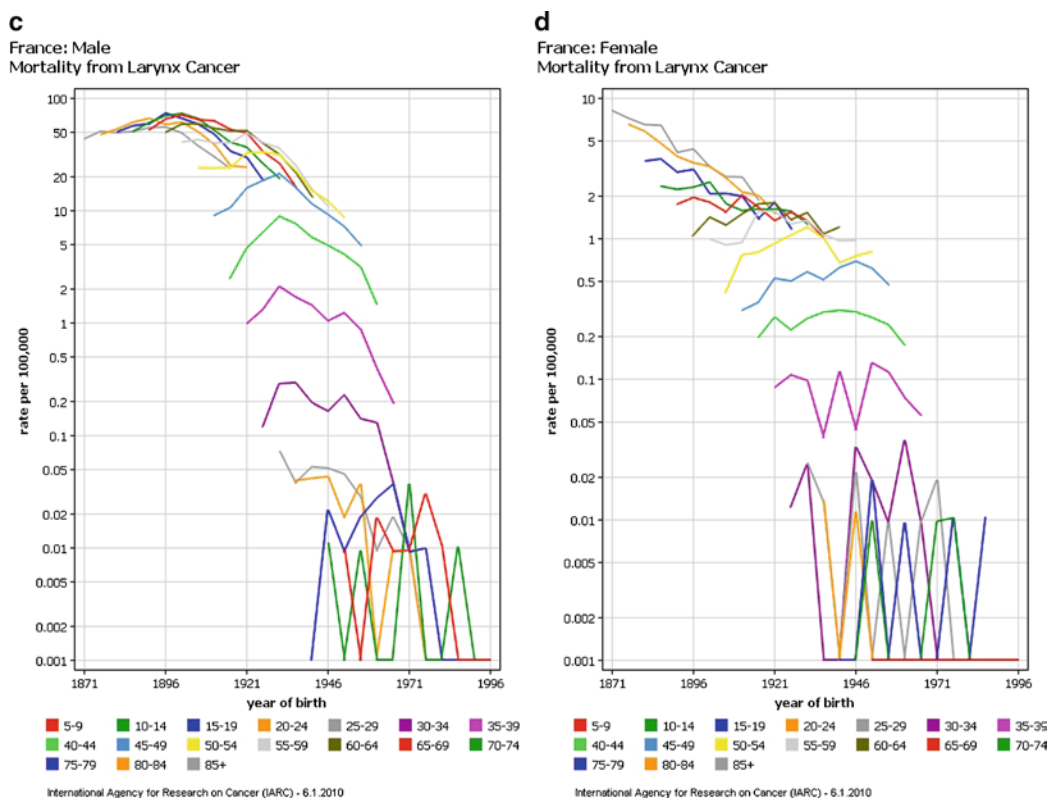 c
France: Male
Mortality from Larynx Cancer
100
50
20
10
5
2
1
0.5
0.2
0.1
0.05
0.02
0.01
0.005
0.002
0.001
rate per 100,000
1871 1896 1921 1946 1971 1996
year of birth
5-9 10-14 15-19 20-24 25-29 30-34 35-39
40-44 45-49 50-54 55-59 60-64 65-69 70-74
75-79 80-84 85+
International Agency for Research on Cancer (IARC) - 6.1.2010
d
France: Female
Mortality from Larynx Cancer
10
5
2
1
0.5
0.2
0.1
0.05
0.02
0.01
0.005
0.002
0.001
rate per 100,000
1871 1896 1921 1946 1971 1996
year of birth
5-9 10-14 15-19 20-24 25-29 30-34 35-39
40-44 45-49 50-54 55-59 60-64 65-69 70-74
75-79 80-84 85+
International Agency for Research on Cancer (IARC) - 6.1.2010